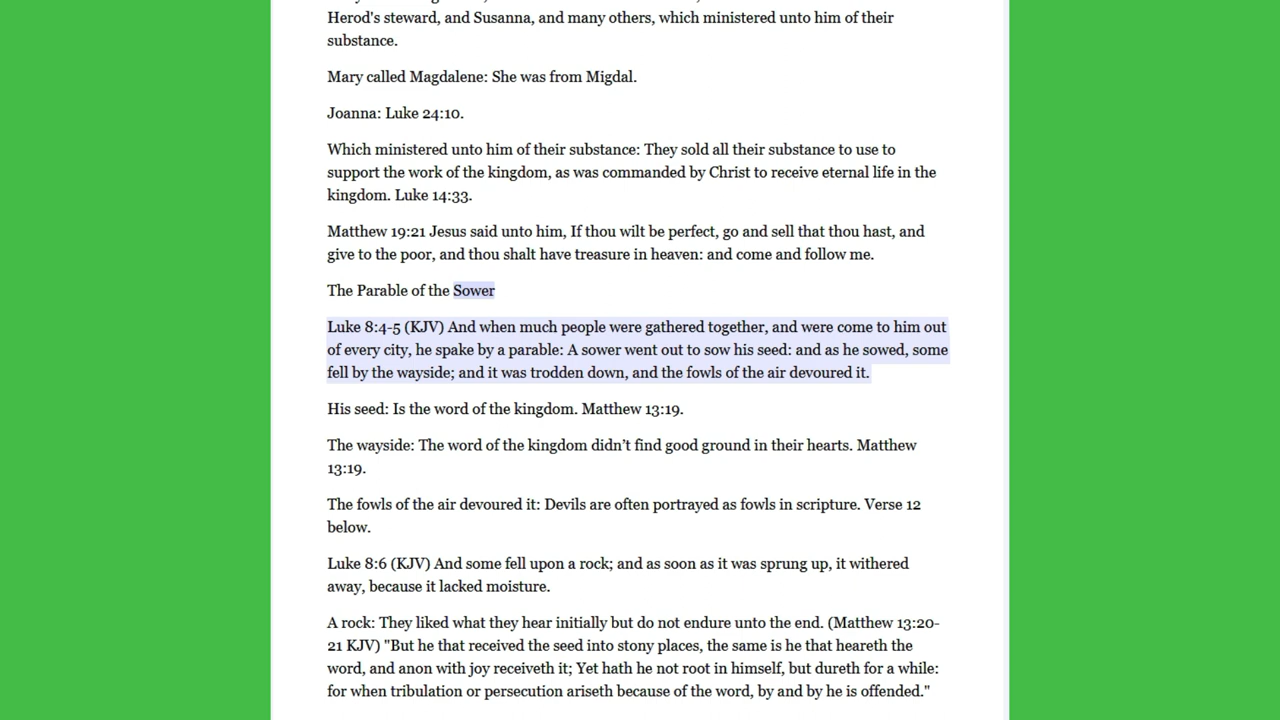 Herod's steward, and Susanna, and many others, which ministered unto him of their
substance.
Mary called Magdalene: She was from Migdal.
Joanna: Luke 24:10.
Which ministered unto him of their substance: They sold all their substance to use to
support the work of the kingdom, as was commanded by Christ to receive eternal life in the
kingdom. Luke 14:33.
Matthew 19:21 Jesus said unto him, If thou wilt be perfect, go and sell that thou hast, and
give to the poor, and thou shalt have treasure in heaven: and come and follow me.
The Parable of the Sower
Luke 8:4-5 (KJV) And when much people were gathered together, and were come to him out
of every city, he spake by a parable: A sower went out to sow his seed: and as he sowed, some
fell by the wayside; and it was trodden down, and the fowls of the air devoured it.
His seed: Is the word of the kingdom. Matthew 13:19.
The wayside: The word of the kingdom didn’t find good ground in their hearts. Matthew
13:19.
The fowls of the air devoured it: Devils are often portrayed as fowls in scripture. Verse 12
below.
Luke 8:6 (KJV) And some fell upon a rock; and as soon as it was sprung up, it withered
away, because it lacked moisture.
A rock: They liked what they hear initially but do not endure unto the end. (Matthew 13:20-
21 KJV) "But he that received the seed into stony places, the same is he that heareth the
word, and anon with joy receiveth it; Yet hath he not root in himself, but dureth for a while:
for when tribulation or persecution ariseth because of the word, by and by he is offended."